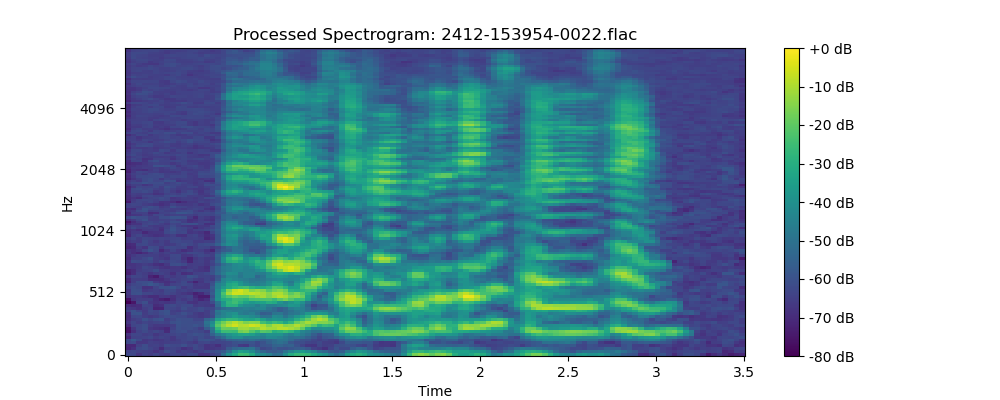 Processed Spectrogram: 2412-153954-0022.flac
+0 dB
-10 dB
4096
-20 dB
2048
-30 dB
Hz
-40 dB
1024
-50 dB
-60 dB
512
-70 dB
0
-80 dB
0 0.5 1 1.5 2 2.5 3 3.5
Time